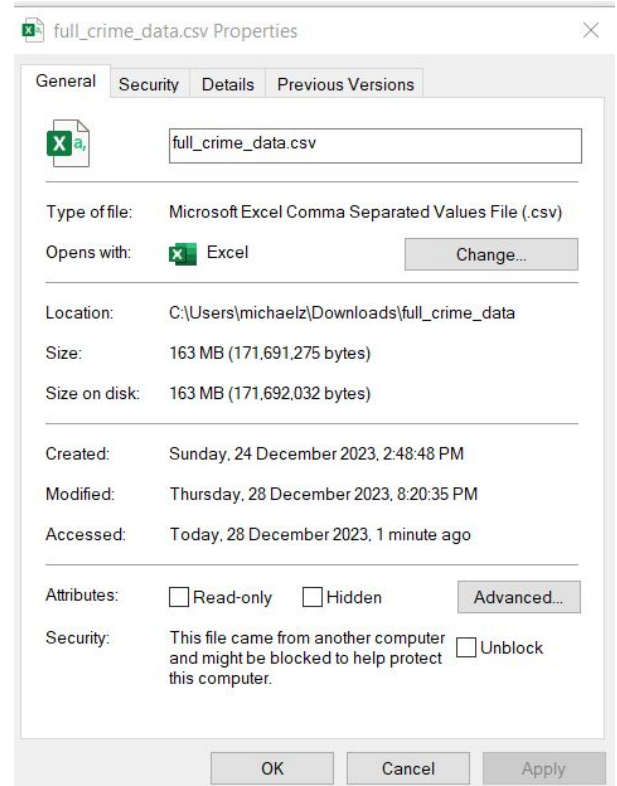 full_crime_data.csv Properties
General Security Details Previous Versions
full_crime_data.csv
Type of file: Microsoft Excel Comma Separated Values File (.csv)
Opens with: Excel Change...
Location: C:\Users\michaelz\Downloads\full_crime_data
Size: 163 MB (171,691,275 bytes)
Size on disk: 163 MB (171,692,032 bytes)
Created: Sunday, 24 December 2023, 2:48:48 PM
Modified: Thursday, 28 December 2023, 8:20:35 PM
Accessed: Today, 28 December 2023, 1 minute ago
Attributes: Read-only Hidden Advanced...
Security: This file came from another computer
and might be blocked to help protect Unblock
this computer.
OK Cancel Apply